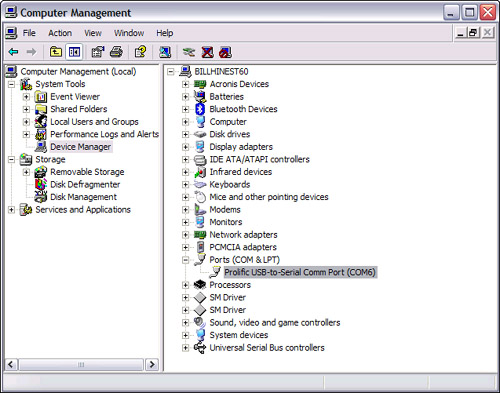 Computer Management
File Action View Window Help
Computer Management (Local)
System Tools
Event Viewer
Shared Folders
Local Users and Groups
Performance Logs and Alerts
Device Manager
Storage
Removable Storage
Disk Defragmenter
Disk Management
Services and Applications
BILLHINEST60
Acronis Devices
Batteries
Bluetooth Devices
Computer
Disk drives
Display adapters
IDE ATA/ATAPI controllers
Infrared devices
Keyboards
Mice and other pointing devices
Modems
Monitors
Network adapters
PCMCIA adapters
Ports (COM & LPT)
Prolific USB-to-Serial Comm Port (COM6)
Processors
SM Driver
SM Driver
Sound, video and game controllers
System devices
Universal Serial Bus controllers